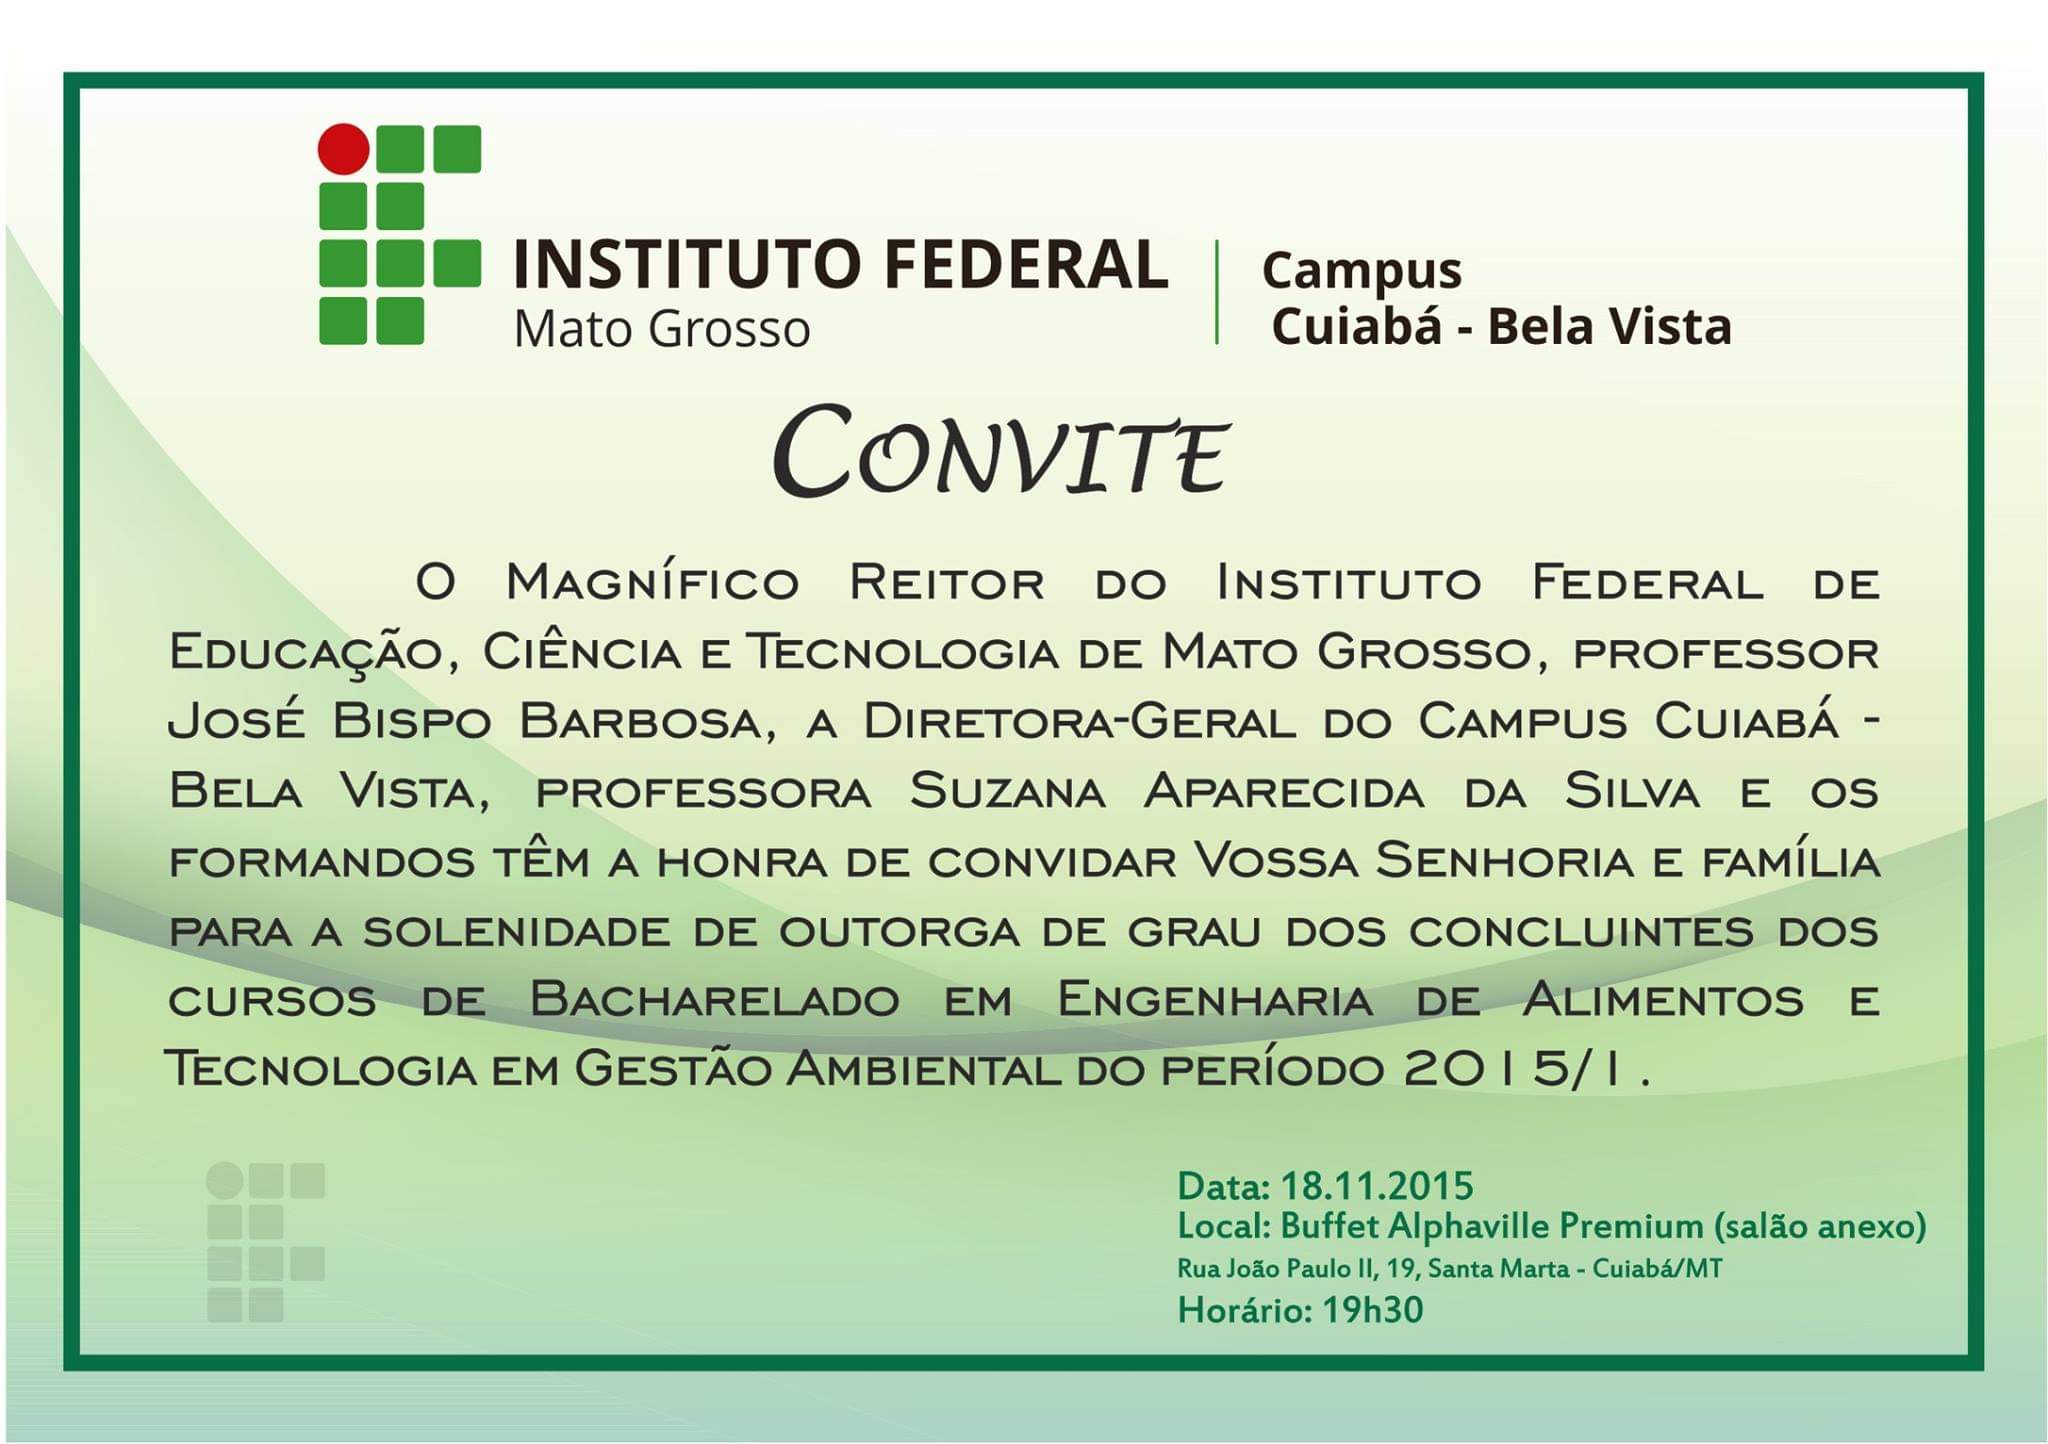 INSTITUTO FEDERAL
Mato Grosso
Campus
Cuiabá - Bela Vista
CONVITE
O Magnífico Reitor do Instituto Federal de
Educação, Ciência e Tecnologia de Mato Grosso, professor
José Bispo Barbosa, a Diretora-Geral do Campus Cuiabá -
Bela Vista, professora Suzana Aparecida da Silva e os
formandos têm a honra de convidar Vossa Senhoria e família
para a solenidade de outorga de grau dos concluintes dos
cursos de Bacharelado em Engenharia de Alimentos e
Tecnologia em Gestão Ambiental do período 2015/1.
Data: 18.11.2015
Local: Buffet Alphaville Premium (salão anexo)
Rua João Paulo II, 19, Santa Marta - Cuiabá/MT
Horário: 19h30